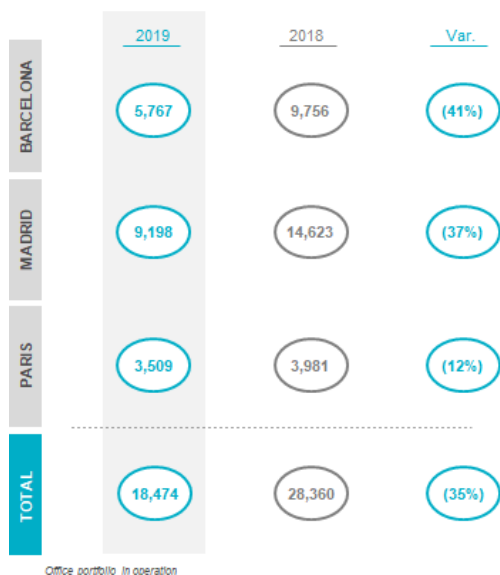 2019 2018 Var.
BARCELONA 5,767 9,756 (41%)
MADRID 9,198 14,623 (37%)
PARIS 3,509 3,981 (12%)
TOTAL 18,474 28,360 (35%)
Office portfolio in operation